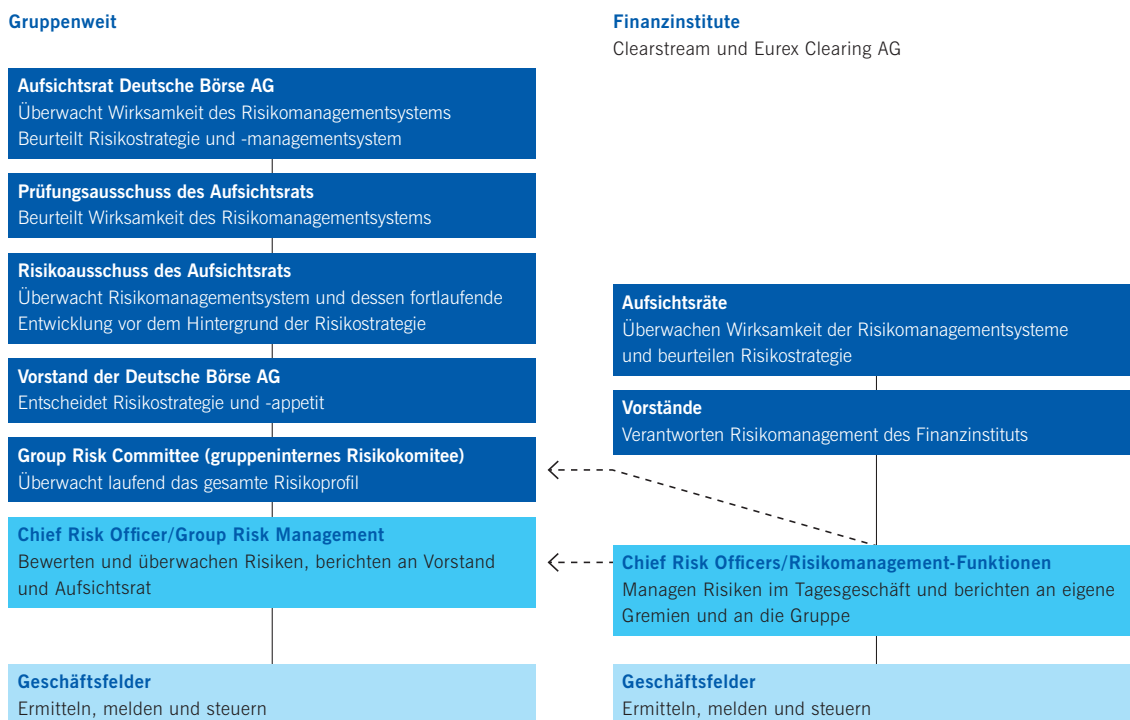 Gruppenweit
Aufsichtsrat Deutsche Börse AG
Überwacht Wirksamkeit des Risikomanagementsystems
Beurteilt Risikostrategie und -managementsystem
Prüfungsausschuss des Aufsichtsrats
Beurteilt Wirksamkeit des Risikomanagementsystems
Risikoausschuss des Aufsichtsrats
Überwacht Risikomanagementsystem und dessen fortlaufende
Entwicklung vor dem Hintergrund der Risikostrategie
Vorstand der Deutsche Börse AG
Entscheidet Risikostrategie und -appetit
Group Risk Committee (gruppeninternes Risikokomitee)
Überwacht laufend das gesamte Risikoprofil
Chief Risk Officer/Group Risk Management
Bewerten und überwachen Risiken, berichten an Vorstand
und Aufsichtsrat
Geschäftsfelder
Ermitteln, melden und steuern
Finanzinstitute
Clearstream und Eurex Clearing AG
Aufsichtsräte
Überwachen Wirksamkeit der Risikomanagementsysteme
und beurteilen Risikostrategie
Vorstände
Verantworten Risikomanagement des Finanzinstituts
Chief Risk Officers/Risikomanagement-Funktionen
Managen Risiken im Tagesgeschäft und berichten an eigene
Gremien und an die Gruppe
Geschäftsfelder
Ermitteln, melden und steuern